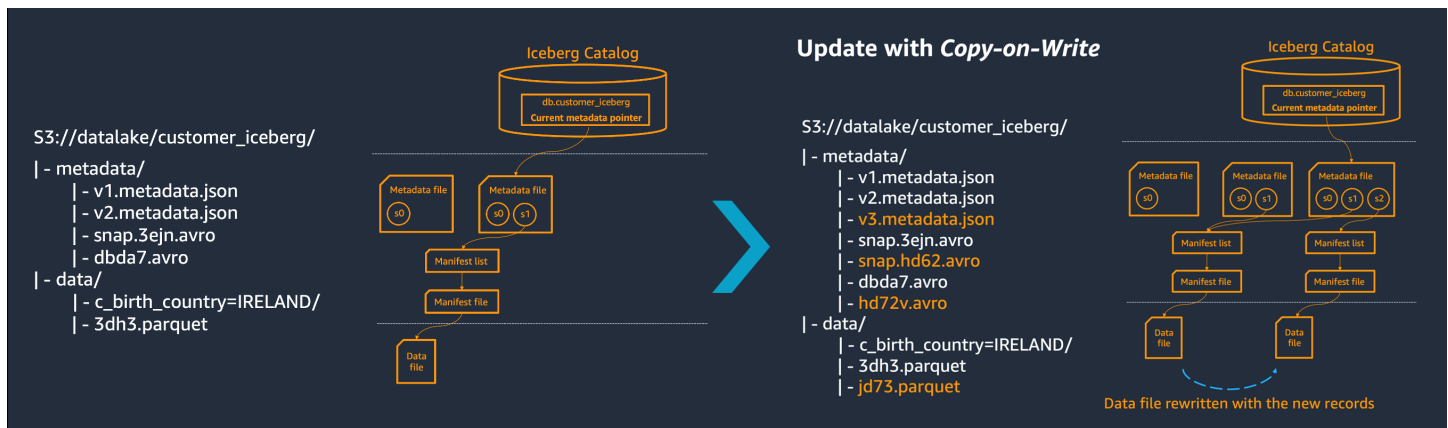 Iceberg Catalog
db.customer_iceberg
Current metadata pointer
S3://datalake/customer_iceberg/
| - metadata/
| - v1.metadata.json
| - v2.metadata.json
| - snap.3ejn.avro
| - dbda7.avro
| - data/
| - c_birth_country=IRELAND/
| - 3dh3.parquet
Metadata file
s0
Metadata file
s0 s1
Manifest list
Manifest file
Data
file
Update with Copy-on-Write
Iceberg Catalog
db.customer_iceberg
Current metadata pointer
S3://datalake/customer_iceberg/
| - metadata/
| - v1.metadata.json
| - v2.metadata.json
| - v3.metadata.json
| - snap.3ejn.avro
| - snap.hd62.avro
| - dbda7.avro
| - hd72v.avro
| - data/
| - c_birth_country=IRELAND/
| - 3dh3.parquet
| - jd73.parquet
Metadata file
s0
Metadata file
s0 s1
Metadata file
s0 s1 s2
Manifest list
Manifest list
Manifest file
Manifest file
Data
file
Data
file
Data file rewritten with the new records